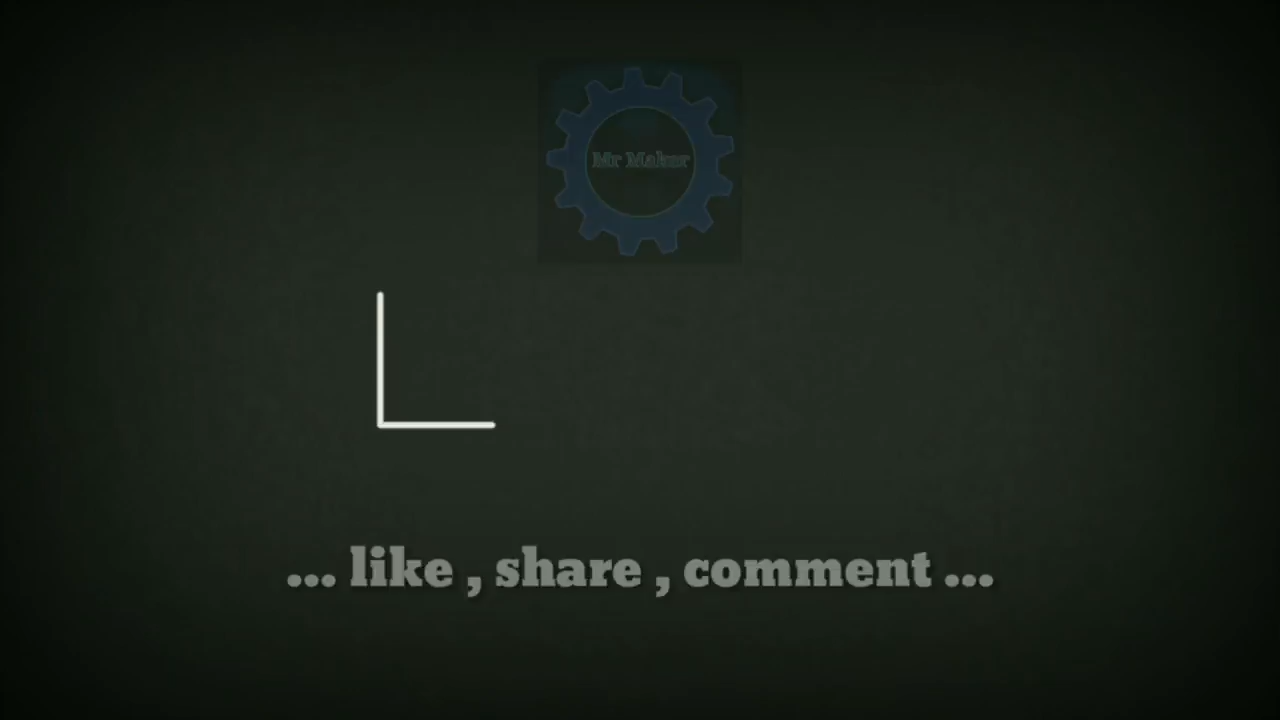 Mr Maker
... like , share , comment ...